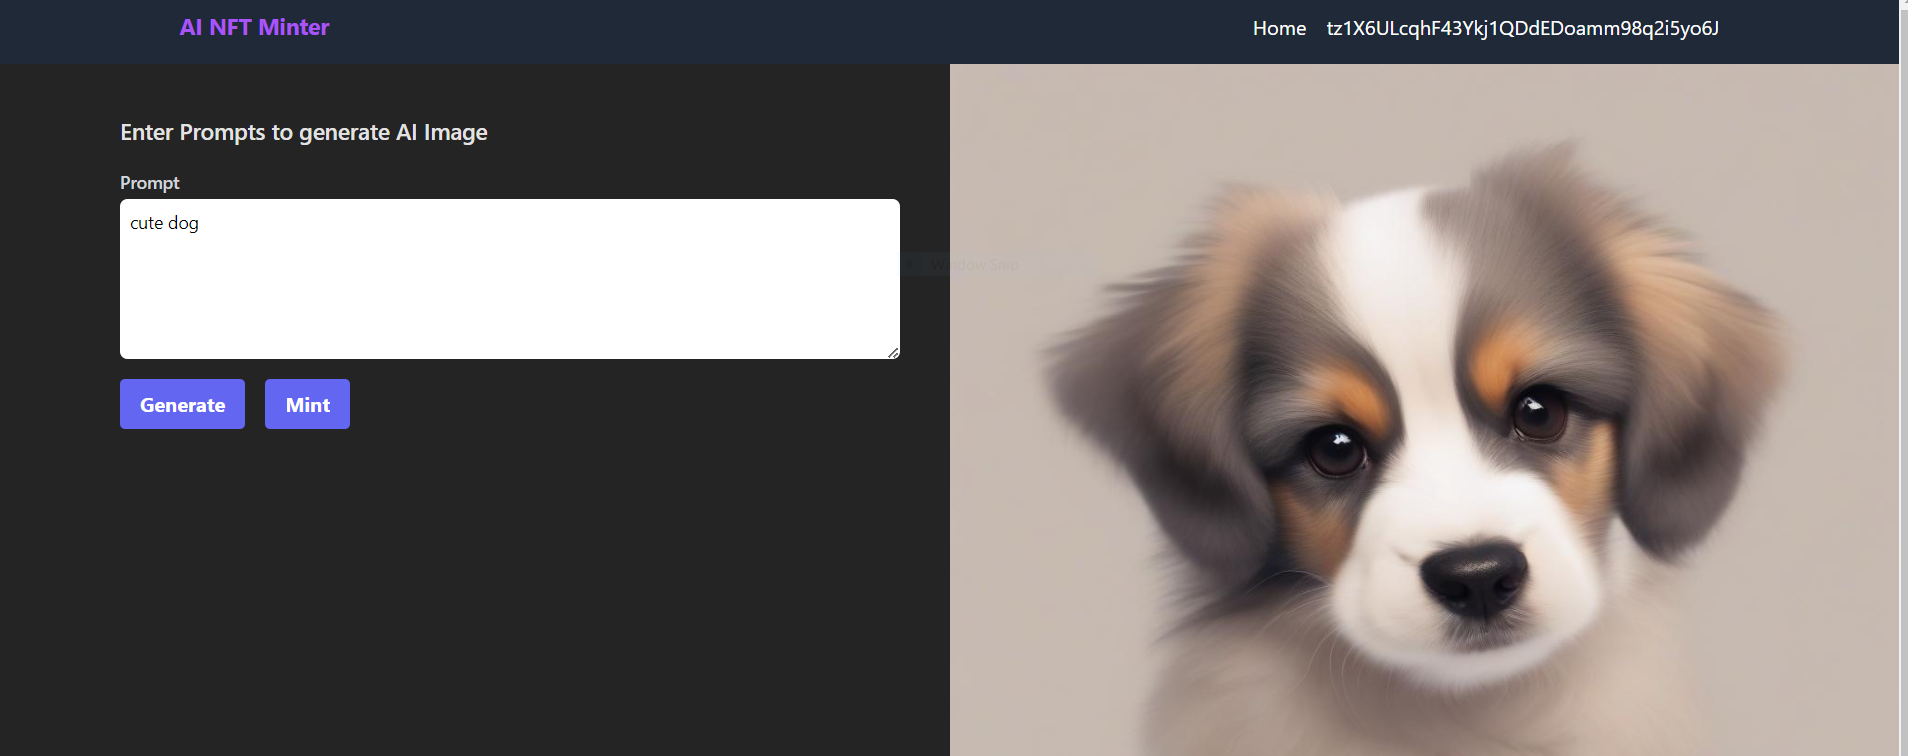 AI NFT Minter
Home tz1X6ULcqhF43Ykj1QDdEDoamm98q2i5yo6J
Enter Prompts to generate AI Image
Prompt
cute dog
Window Snip
Generate Mint